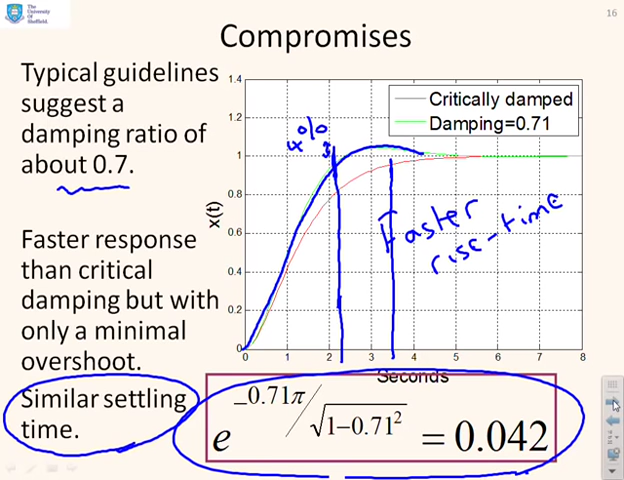 The
University
Of
Sheffield.
16
Compromises
Typical guidelines
suggest a
damping ratio of
about 0.7.
Faster response
than critical
damping but with
only a minimal
overshoot.
Similar settling
time.
1.4
1.2
1
0.8
0.6
0.4
0.2
0
x(t)
Critically damped
Damping=0.71
4%
Faster
rise-time
0 1 2 3 4 5 6 7 8
Seconds
e^{-0.71π/√(1-0.71²)} = 0.042